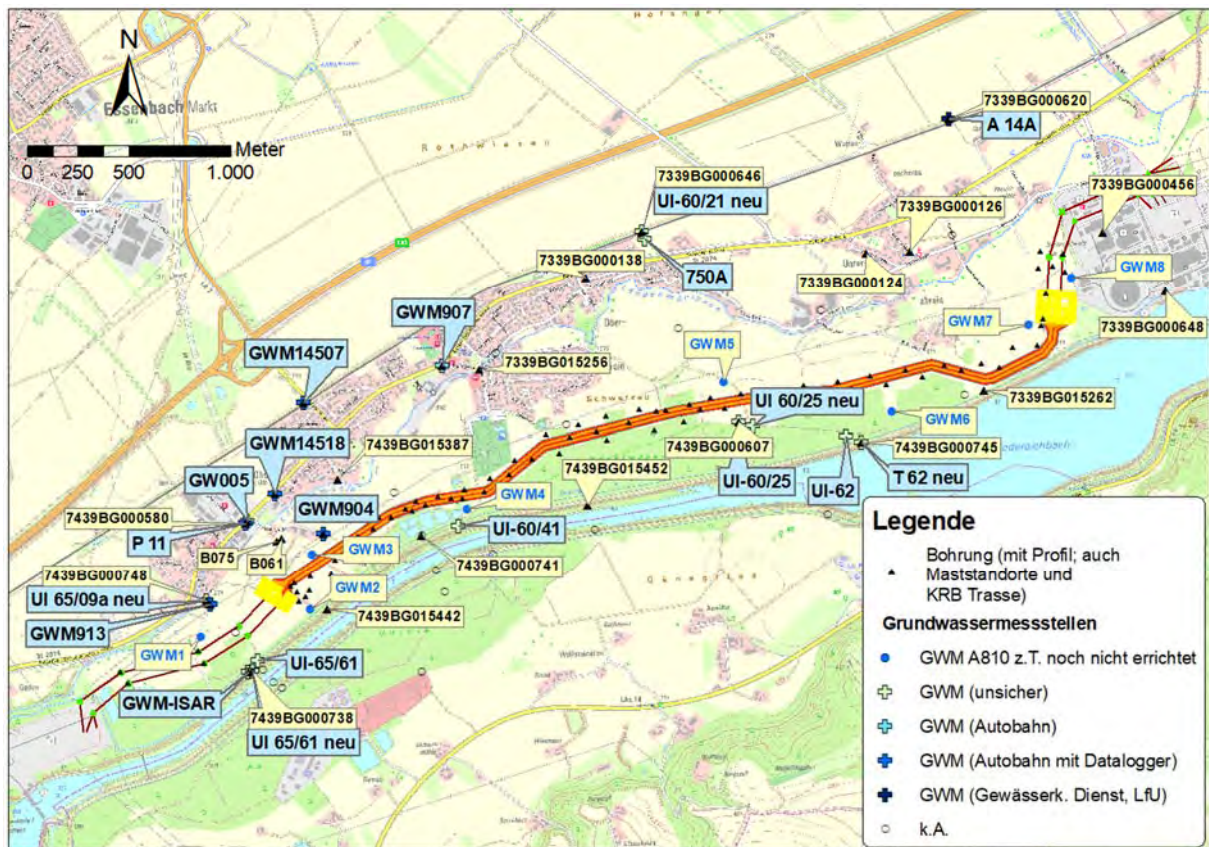 N
Essenbach
Markt
Meter
0 250 500 1.000
7339BG000620
A 14A
7339BG000646
UI-60/21 neu
7339BG000126
7339BG000456
7339BG000138
750A
7339BG000124
GWM8
GWM907
GWM7
7339BG000648
GWM14507
7339BG015256
GWM5
UI 60/25 neu
7339BG015262
GWM14518
7439BG015387
GWM6
7439BG000607
7439BG000745
GW005
7439BG015452
UI-60/25
UI-62
T 62 neu
GWM904
GWM4
7439BG000580
P 11
UI-60/41
B075
B061
GWM3
7439BG000741
7439BG000748
UI 65/09a neu
GWM2
GWM913
7439BG015442
GWM1
UI-65/61
GWM-ISAR
7439BG000738
UI 65/61 neu
Legende
Bohrung (mit Profil; auch
Maststandorte und
KRB Trasse)
Grundwassermessstellen
GWM A810 z.T. noch nicht errichtet
GWM (unsicher)
GWM (Autobahn)
GWM (Autobahn mit Datalogger)
GWM (Gewässerk. Dienst, LfU)
k.A.